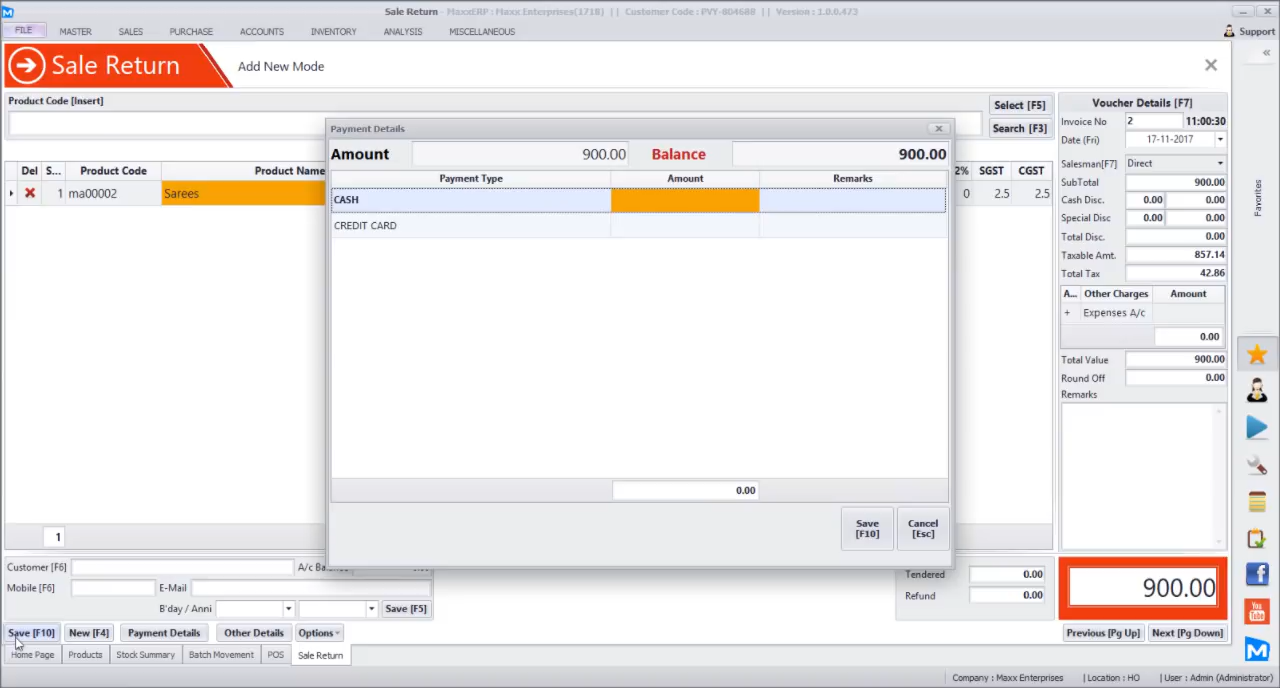 Sale Return - MaxxERP : Maxx Enterprises(1718) || Customer Code : PVY-804688 || Version : 1.0.0.473
FILE MASTER SALES PURCHASE ACCOUNTS INVENTORY ANALYSIS MISCELLANEOUS Support
Sale Return Add New Mode
Product Code [Insert]
Select [F5]
Search [F3]
Del S... Product Code Product Name 2% SGST CGST
1 ma00002 Sarees 0 2.5 2.5
1
Payment Details
Amount 900.00 Balance 900.00
Payment Type Amount Remarks
CASH
CREDIT CARD
0.00
Save [F10]
Cancel [Esc]
Voucher Details [F7]
Invoice No 2 11:00:30
Date (Fri) 17-11-2017
Salesman[F7] Direct
SubTotal 900.00
Cash Disc. 0.00 0.00
Special Disc 0.00 0.00
Total Disc. 0.00
Taxable Amt. 857.14
Total Tax 42.86
A... Other Charges Amount
+ Expenses A/c
0.00
Total Value 900.00
Round Off 0.00
Remarks
Favorites
Customer [F6]
Mobile [F6] E-Mail
B'day / Anni Save [F5]
Tendered 0.00
Refund 0.00
900.00
Save [F10] New [F4] Payment Details Other Details Options Previous [Pg Up] Next [Pg Down]
Home Page Products Stock Summary Batch Movement POS Sale Return
You
Tube
Company : Maxx Enterprises | Location : HO | User : Admin (Administrator)